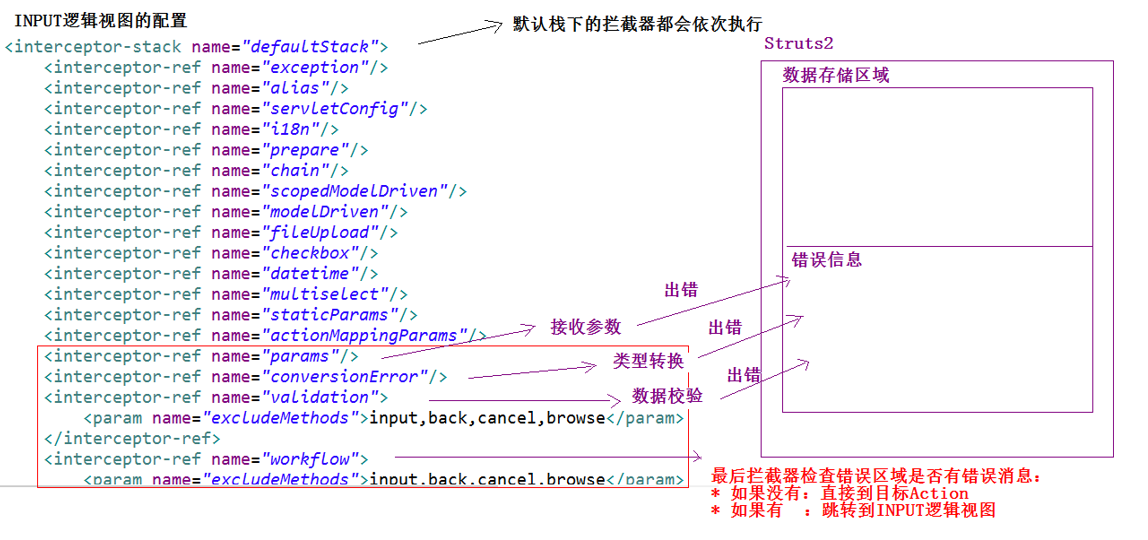 INPUT逻辑视图的配置
默认栈下的拦截器都会依次执行
<interceptor-stack name="defaultStack">
<interceptor-ref name="exception"/>
<interceptor-ref name="alias"/>
<interceptor-ref name="servletConfig"/>
<interceptor-ref name="i18n"/>
<interceptor-ref name="prepare"/>
<interceptor-ref name="chain"/>
<interceptor-ref name="scopedModelDriven"/>
<interceptor-ref name="modelDriven"/>
<interceptor-ref name="fileUpload"/>
<interceptor-ref name="checkbox"/>
<interceptor-ref name="datetime"/>
<interceptor-ref name="multiselect"/>
<interceptor-ref name="staticParams"/>
<interceptor-ref name="actionMappingParams"/>
<interceptor-ref name="params"/>
<interceptor-ref name="conversionError"/>
<interceptor-ref name="validation">
<param name="excludeMethods">input,back,cancel,browse</param>
</interceptor-ref>
<interceptor-ref name="workflow">
<param name="excludeMethods">input,back,cancel,browse</param>
接收参数
类型转换
数据校验
出错
出错
出错
Struts2
数据存储区域
错误信息
最后拦截器检查错误区域是否有错误消息：
* 如果没有：直接到目标Action
* 如果有 ：跳转到INPUT逻辑视图